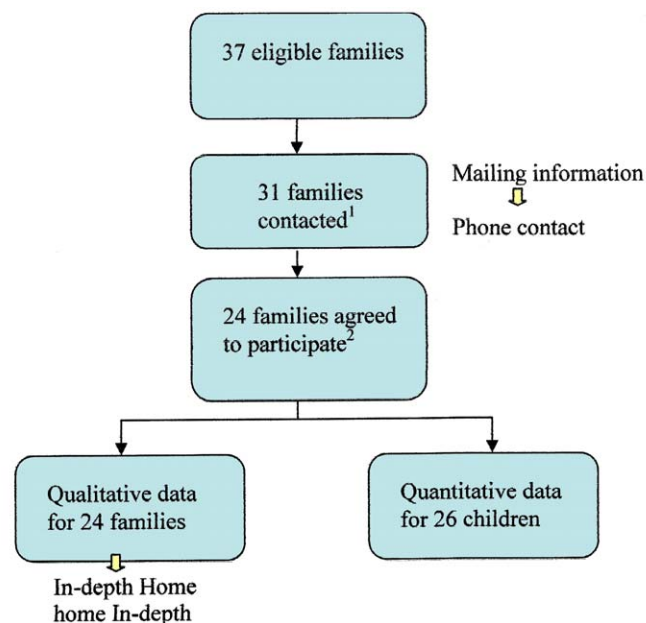 37 eligible families
31 families
contacted¹
Mailing information
Phone contact
24 families agreed
to participate²
Qualitative data
for 24 families
Quantitative data
for 26 children
In-depth Home
home In-depth